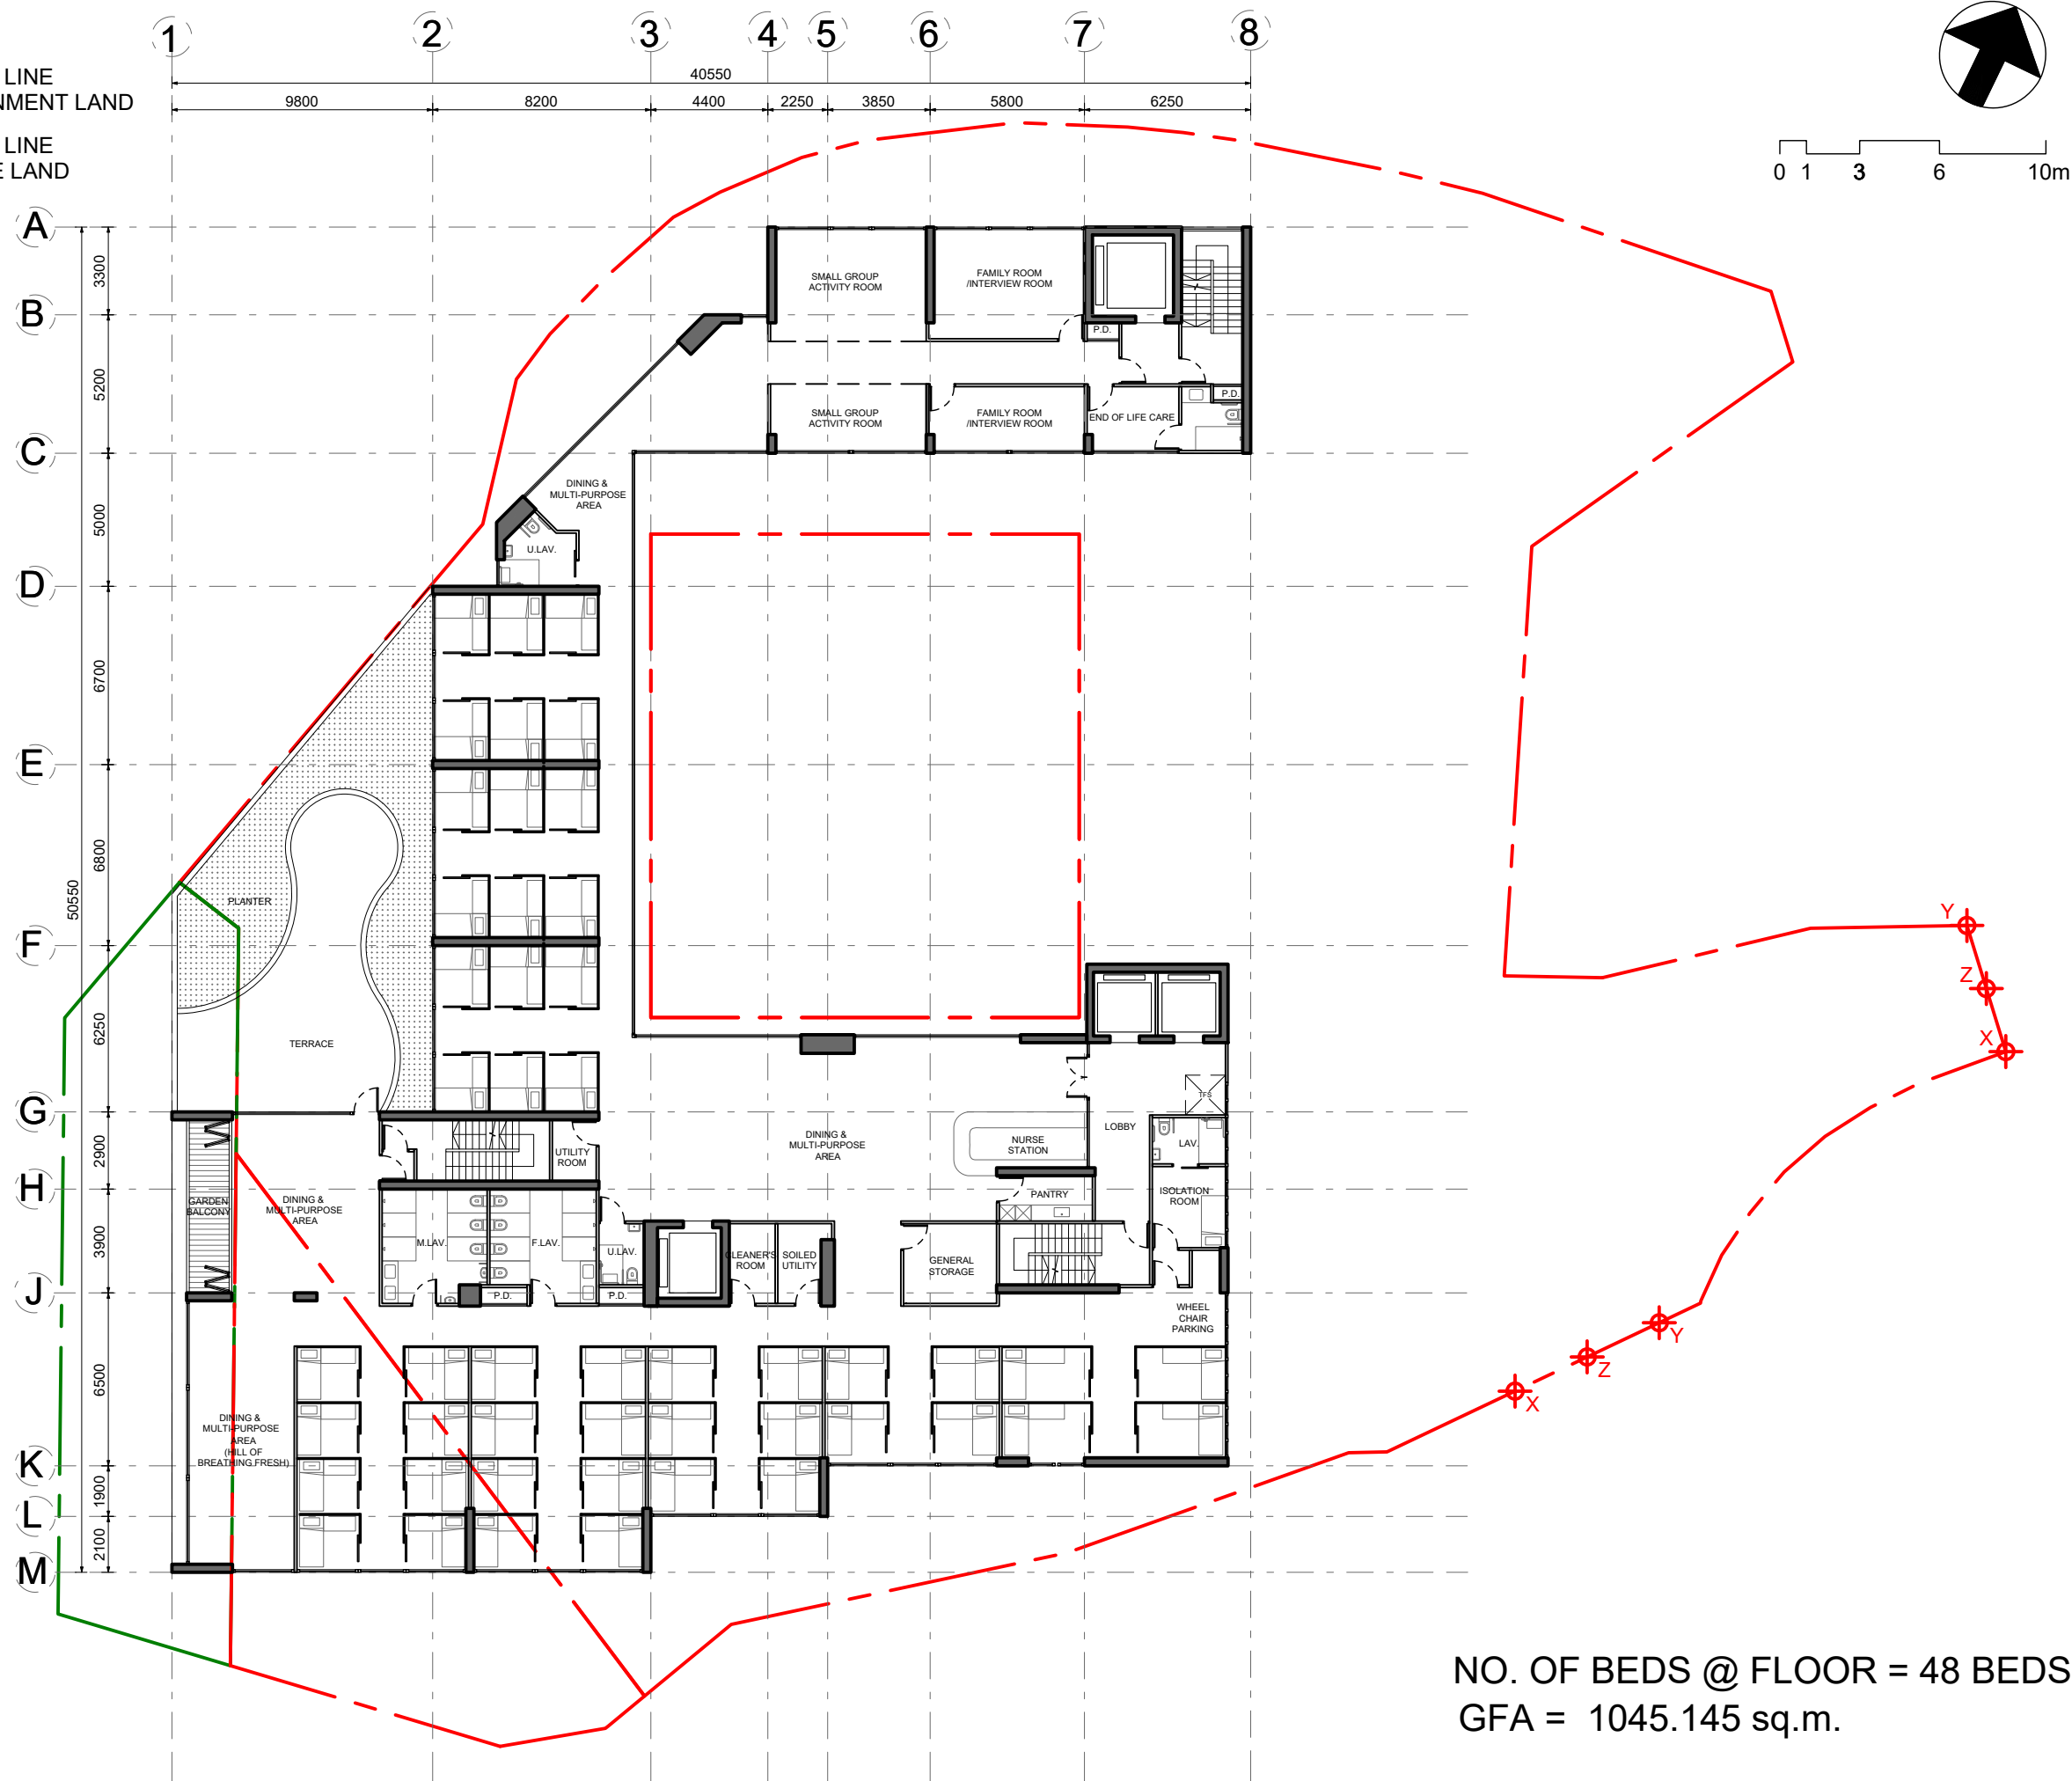 1
2
3
4
5
6
7
8
LINE
NMENT LAND
LINE
E LAND
40550
9800
8200
4400
2250
3850
5800
6250
0
1
3
6
10m
A
B
C
D
E
F
G
H
J
K
L
M
50550
3300
5200
5000
6700
6800
6250
2900
3900
6500
1900
2100
SMALL GROUP
ACTIVITY ROOM
FAMILY ROOM
/INTERVIEW ROOM
P.D.
SMALL GROUP
ACTIVITY ROOM
FAMILY ROOM
/INTERVIEW ROOM
END OF LIFE CARE
P.D.
DINING &
MULTI-PURPOSE
AREA
U.LAV.
PLANTER
TERRACE
Y
Z
X
TFS
LOBBY
NURSE
STATION
DINING &
MULTI-PURPOSE
AREA
LAV.
UTILITY
ROOM
PANTRY
ISOLATION
ROOM
GARDEN
BALCONY
DINING &
MULTI-PURPOSE
AREA
M.LAV.
F.LAV.
U.LAV.
CLEANER'S
ROOM
SOILED
UTILITY
GENERAL
STORAGE
P.D.
P.D.
WHEEL
CHAIR
PARKING
Y
Z
X
DINING &
MULTI-PURPOSE
AREA
(HILL OF
BREATHING FRESH)
NO. OF BEDS @ FLOOR = 48 BEDS
GFA = 1045.145 sq.m.